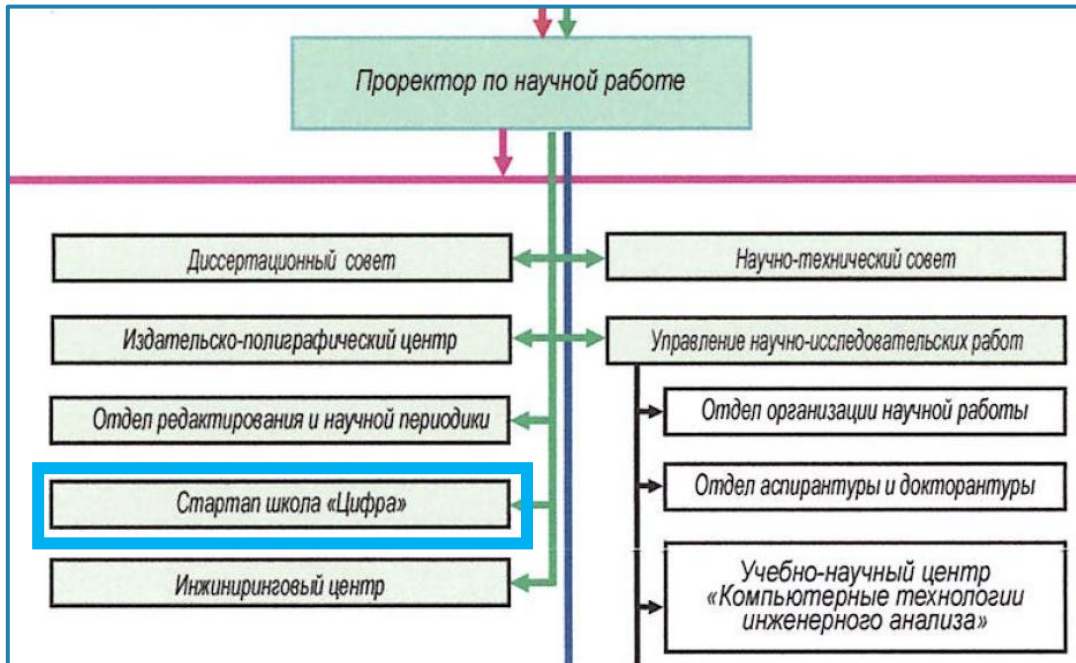 Проректор по научной работе
Диссертационный совет
Научно-технический совет
Издательско-полиграфический центр
Управление научно-исследовательских работ
Отдел редактирования и научной периодики
Отдел организации научной работы
Стартап школа «Цифра»
Отдел аспирантуры и докторантуры
Инжиниринговый центр
Учебно-научный центр
«Компьютерные технологии
инженерного анализа»